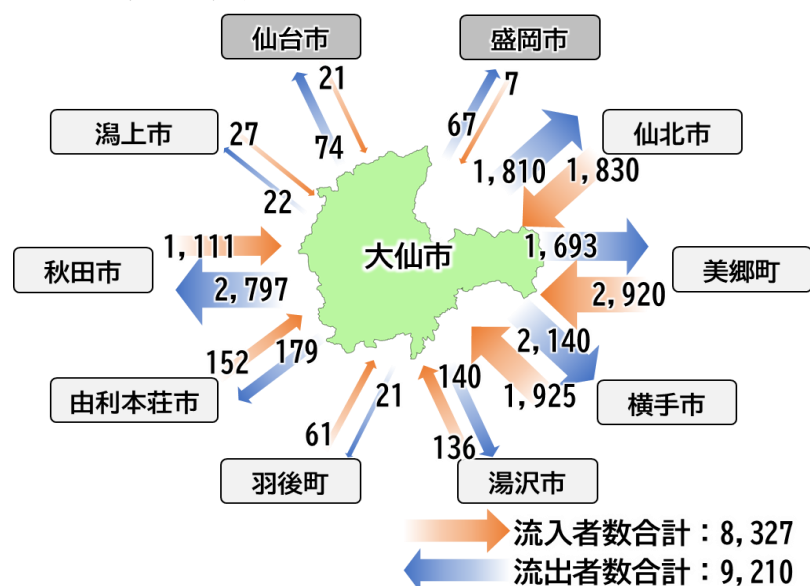 仙台市
盛岡市
21
7
74
67
潟上市
27
22
仙北市
1,810
1,830
大仙市
秋田市
1,111
2,797
1,693
2,920
美郷町
152
179
由利本荘市
2,140
1,925
横手市
61
21
羽後町
140
136
湯沢市
流入者数合計：8,327
流出者数合計：9,210